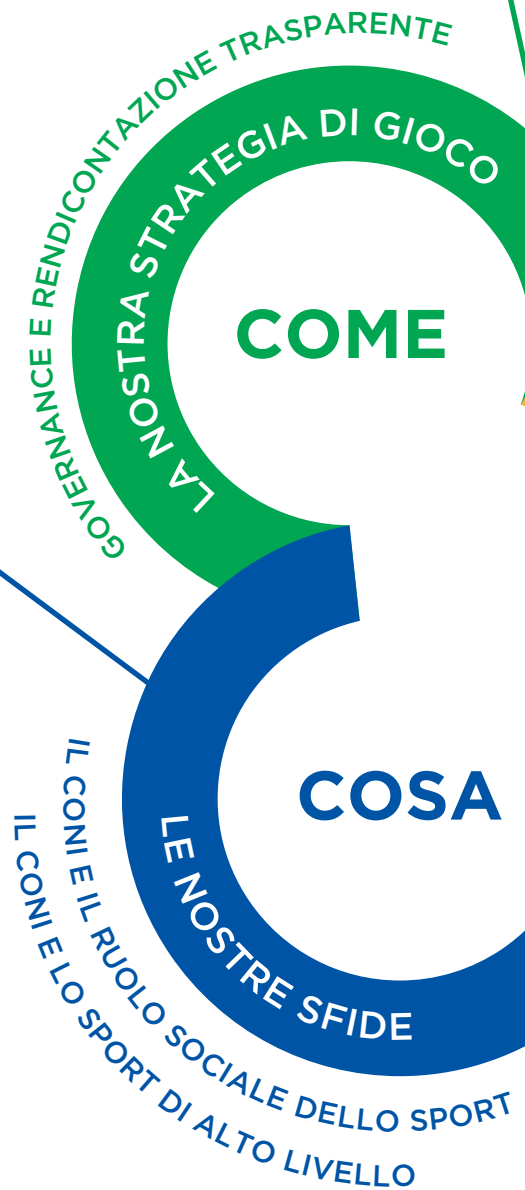 GOVERNANCE E RENDICONTAZIONE TRASPARENTE
LA NOSTRA STRATEGIA DI GIOCO
COME
COSA
LE NOSTRE SFIDE
IL CONI E IL RUOLO SOCIALE DELLO SPORT
IL CONI E LO SPORT DI ALTO LIVELLO